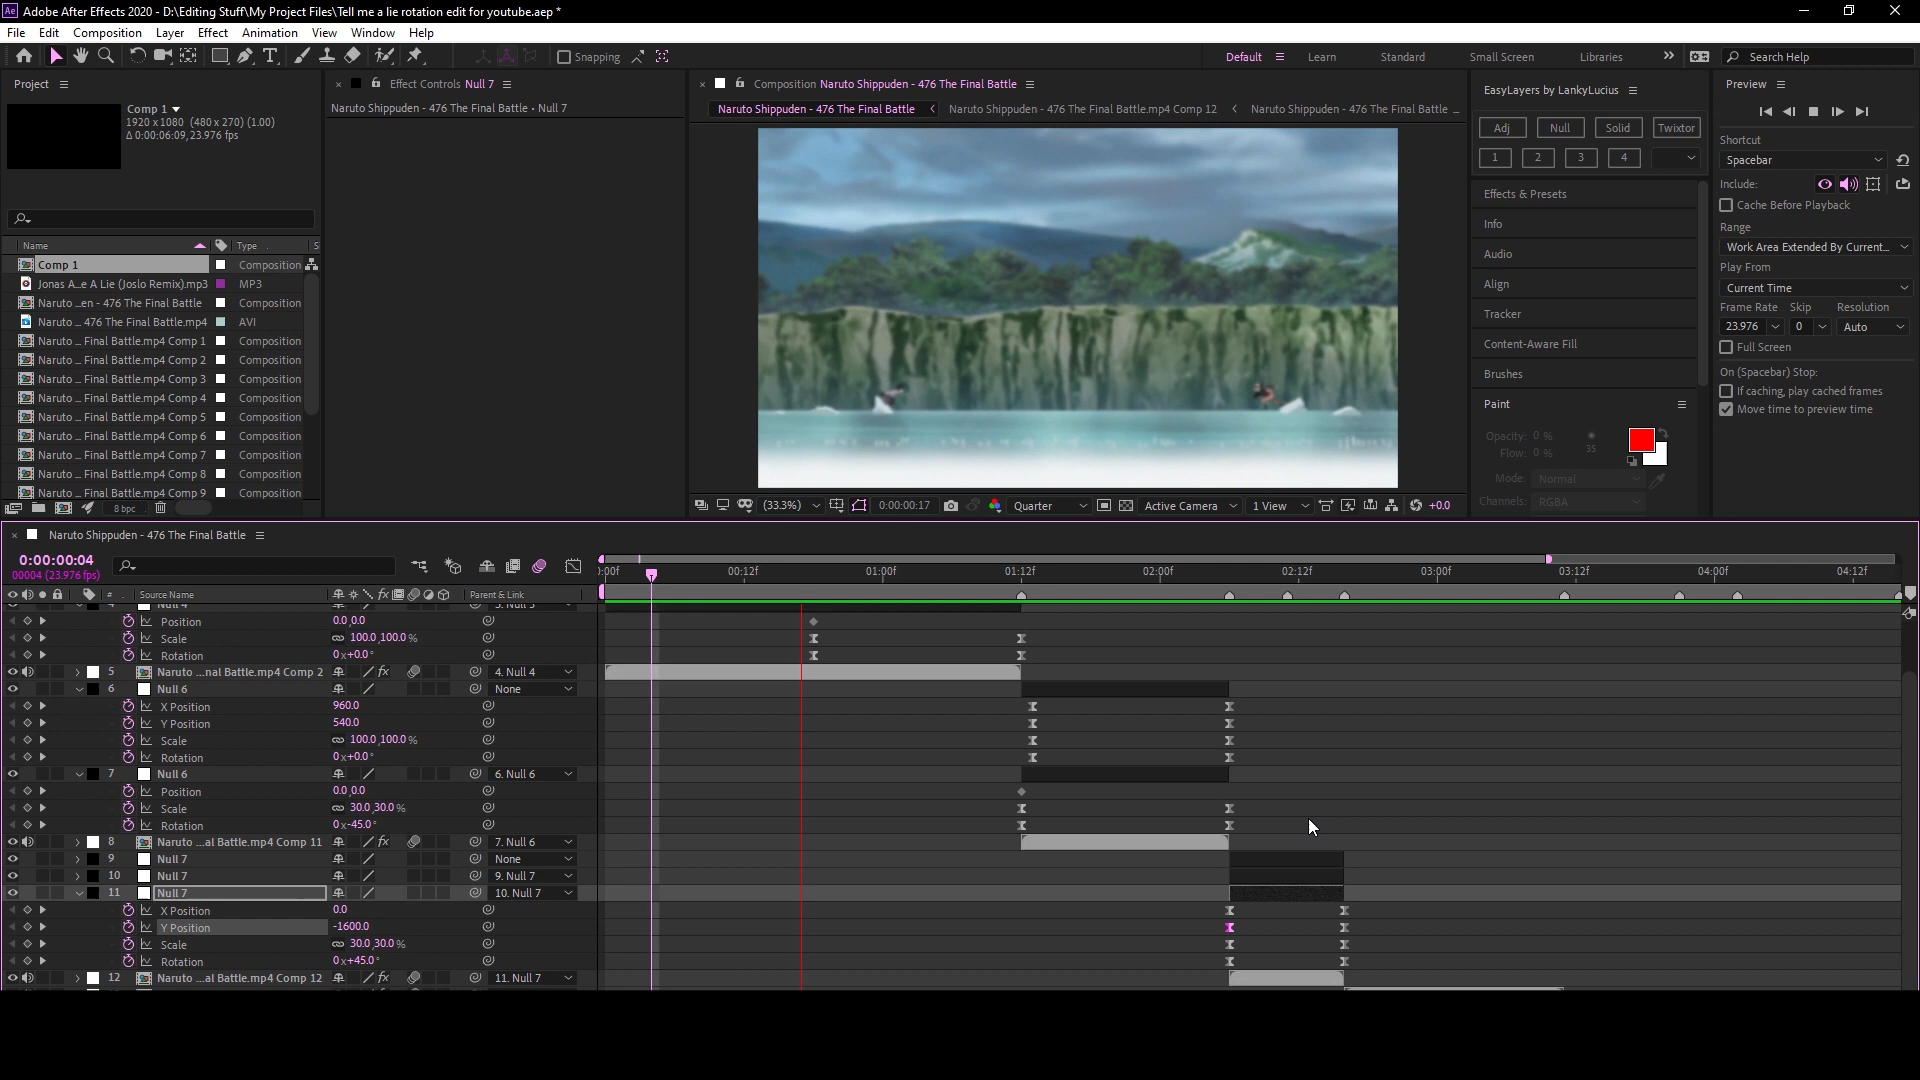 Ae Adobe After Effects 2020 - D:\Editing Stuff\My Project Files\Tell me a lie rotation edit for youtube.aep *
File Edit Composition Layer Effect Animation View Window Help
Snapping Default Learn Standard Small Screen Libraries Search Help
Project
Comp 1
1920 x 1080 (480 x 270) (1.00)
Δ 0:00:06:09, 23.976 fps
Name Type S
Comp 1 Composition
Jonas A...e A Lie (Joslo Remix).mp3 MP3
Naruto ...en - 476 The Final Battle Composition
Naruto ... 476 The Final Battle.mp4 AVI
Naruto ... Final Battle.mp4 Comp 1 Composition
Naruto ... Final Battle.mp4 Comp 2 Composition
Naruto ... Final Battle.mp4 Comp 3 Composition
Naruto ... Final Battle.mp4 Comp 4 Composition
Naruto ... Final Battle.mp4 Comp 5 Composition
Naruto ... Final Battle.mp4 Comp 6 Composition
Naruto ... Final Battle.mp4 Comp 7 Composition
Naruto ... Final Battle.mp4 Comp 8 Composition
Naruto ... Final Battle.mp4 Comp 9 Composition
8 bpc
Effect Controls Null 7
Naruto Shippuden - 476 The Final Battle • Null 7
Composition Naruto Shippuden - 476 The Final Battle
Naruto Shippuden - 476 The Final Battle < Naruto Shippuden - 476 The Final Battle.mp4 Comp 12 < Naruto Shippuden - 476 The Final Battle ...
(33.3%) 0:00:00:17 Quarter Active Camera 1 View +0.0
EasyLayers by LankyLucius
Adj Null Solid Twixtor
1 2 3 4
Effects & Presets
Info
Audio
Align
Tracker
Content-Aware Fill
Brushes
Paint
Opacity: 0 %
Flow: 0 %
35
Mode: Normal
Channels: RGBA
Preview
Shortcut
Spacebar
Include:
Cache Before Playback
Range
Work Area Extended By Current...
Play From
Current Time
Frame Rate Skip Resolution
23.976 0 Auto
Full Screen
On (Spacebar) Stop:
If caching, play cached frames
Move time to preview time
Naruto Shippuden - 476 The Final Battle
0:00:00:04
00004 (23.976 fps)
:00f 00:12f 01:00f 01:12f 02:00f 02:12f 03:00f 03:12f 04:00f 04:12f
# . Source Name fx Parent & Link
4 Null 4 3. Null 5
Position 0.0,0.0
Scale 100.0,100.0 %
Rotation 0x+0.0°
5 Naruto ...nal Battle.mp4 Comp 2 fx 4. Null 4
6 Null 6 None
X Position 960.0
Y Position 540.0
Scale 100.0,100.0 %
Rotation 0x+0.0°
7 Null 6 6. Null 6
Position 0.0,0.0
Scale 30.0,30.0 %
Rotation 0x-45.0°
8 Naruto ...al Battle.mp4 Comp 11 fx 7. Null 6
9 Null 7 None
10 Null 7 9. Null 7
11 Null 7 10. Null 7
X Position 0.0
Y Position -1600.0
Scale 30.0,30.0 %
Rotation 0x+45.0°
12 Naruto ...al Battle.mp4 Comp 12 fx 11. Null 7